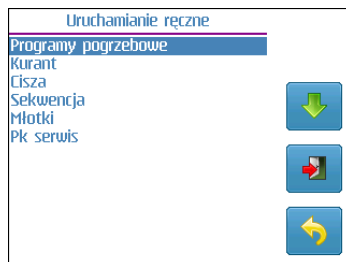 Uruchamianie ręczne
Programy pogrzebowe
Kurant
Cisza
Sekwencja
Młotki
Pk serwis